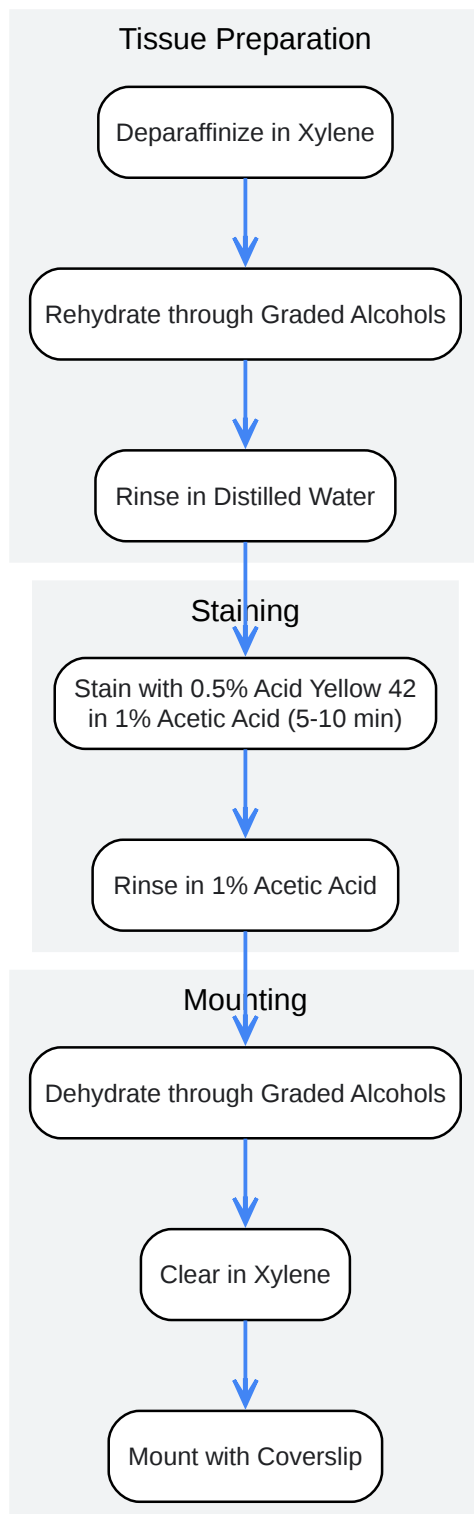 Tissue Preparation
Deparaffinize in Xylene
Rehydrate through Graded Alcohols
Rinse in Distilled Water
Staining
Stain with 0.5% Acid Yellow 42
in 1% Acetic Acid (5-10 min)
Rinse in 1% Acetic Acid
Mounting
Dehydrate through Graded Alcohols
Clear in Xylene
Mount with Coverslip